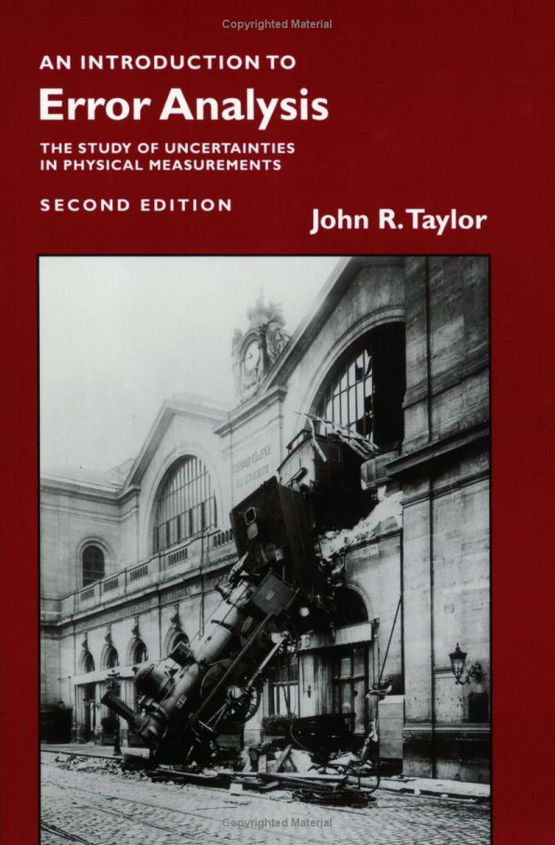 Copyrighted Material
AN INTRODUCTION TO
Error Analysis
THE STUDY OF UNCERTAINTIES
IN PHYSICAL MEASUREMENTS
SECOND EDITION
John R. Taylor
Copyrighted Material